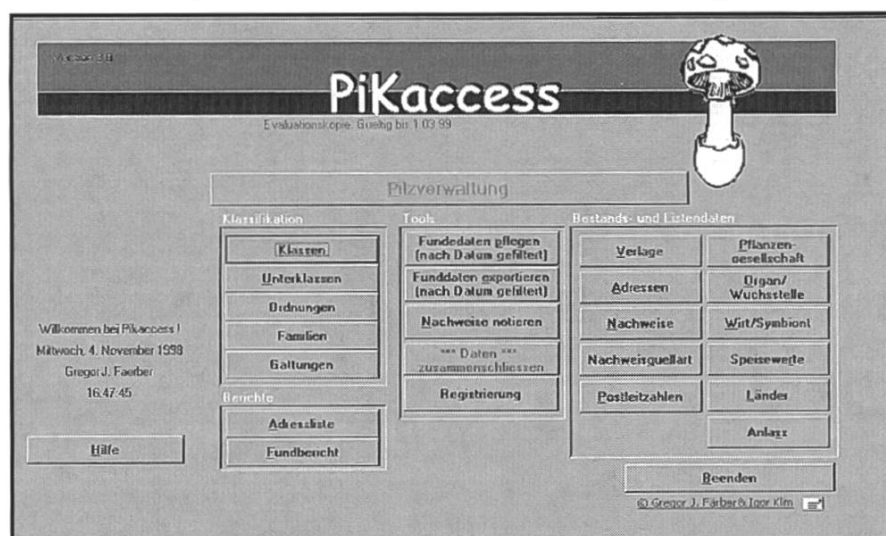 PiKaccess
Evaluationskopie: Gueltig bis 1.03.99
Pilzverwaltung
Klassifikation
Klassen
Unterklassen
Ordnungen
Familien
Gattungen
Berichte
Adressliste
Fundbericht
Tools
Fundedaten pflegen
(nach Datum gefiltert)
Funddaten exportieren
(nach Datum gefiltert)
Nachweise notieren
*** Daten ***
zusammenschliessen
Registrierung
Bestands- und Listendaten
Verlage
Adressen
Nachweise
Nachweisquellart
Postleitzahlen
Pflanzen-
gesellschaft
Organ/
Wuchsstelle
Wirt/Symbiont
Speisewerte
Länder
Anlass
Willkommen bei Pikaccess !
Mittwoch, 4. November 1998
Gregor J. Faerber
16:47:45
Hilfe
Beenden
© Gregor J. Färber & Igor Klm